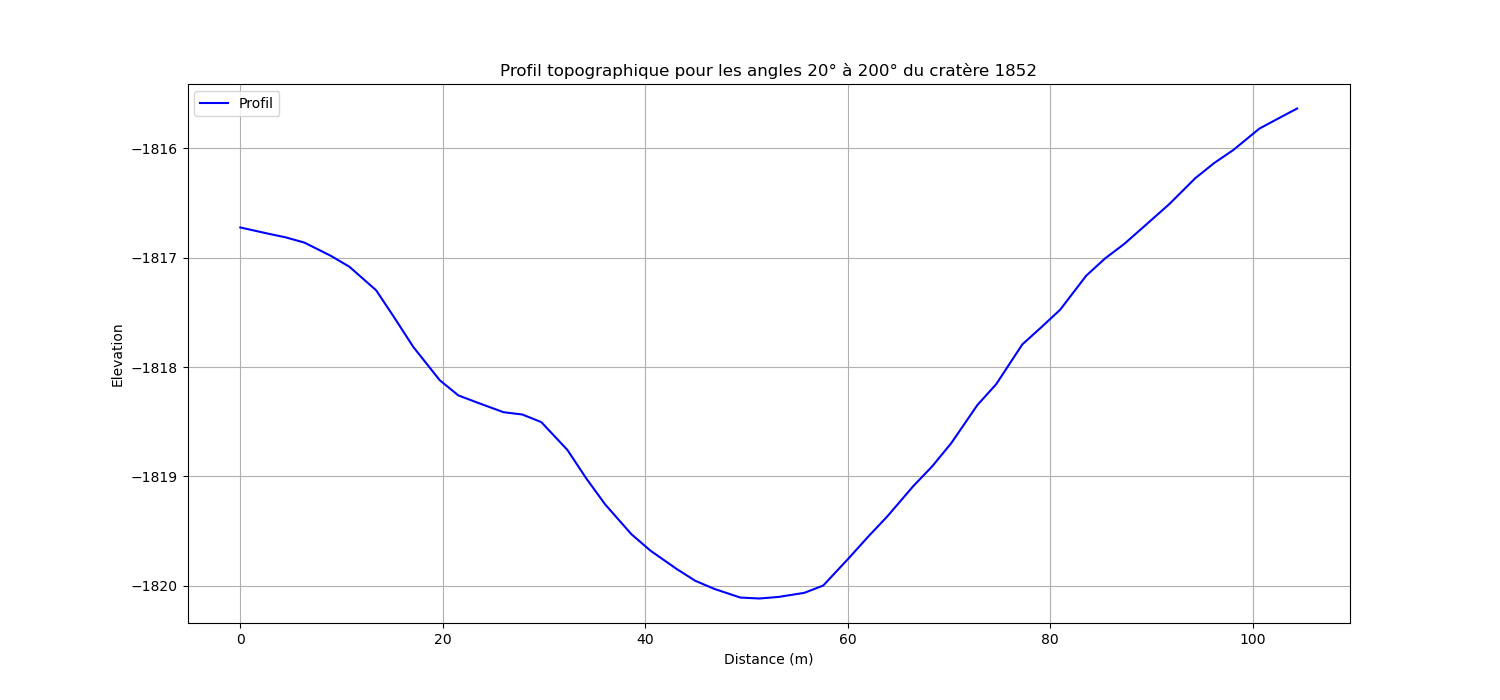 Profil topographique pour les angles 20° à 200° du cratère 1852
Profil
−1816
−1817
−1818
−1819
−1820
Elevation
0 20 40 60 80 100
Distance (m)